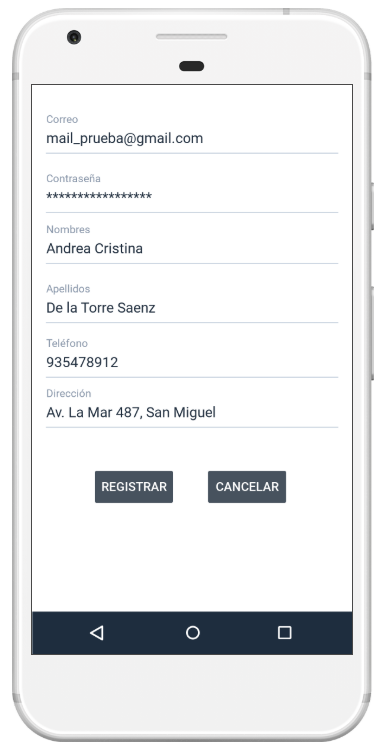 Correo
mail_prueba@gmail.com
Contraseña
*****************
Nombres
Andrea Cristina
Apellidos
De la Torre Saenz
Teléfono
935478912
Dirección
Av. La Mar 487, San Miguel
REGISTRAR CANCELAR